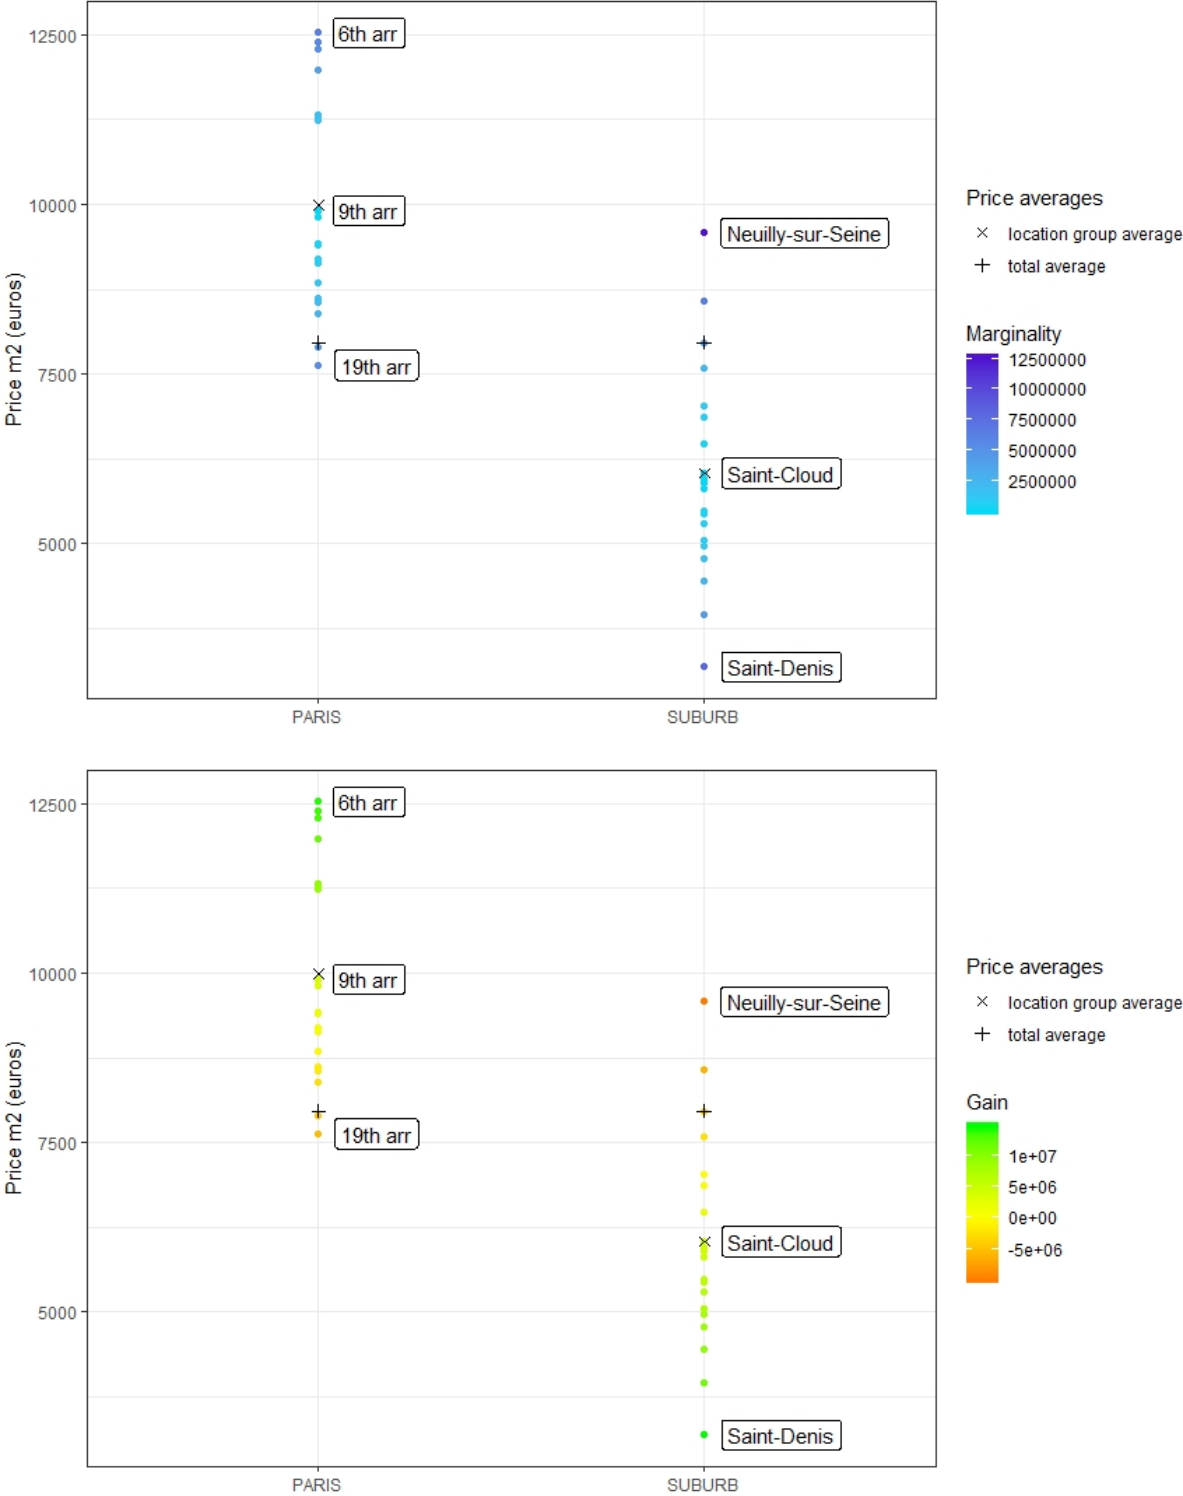 12500
10000
7500
5000
Price m2 (euros)
6th arr
9th arr
19th arr
Neuilly-sur-Seine
Saint-Cloud
Saint-Denis
PARIS
SUBURB
Price averages
location group average
total average
Marginality
12500000
10000000
7500000
5000000
2500000
12500
10000
7500
5000
Price m2 (euros)
6th arr
9th arr
19th arr
Neuilly-sur-Seine
Saint-Cloud
Saint-Denis
PARIS
SUBURB
Price averages
location group average
total average
Gain
1e+07
5e+06
0e+00
-5e+06